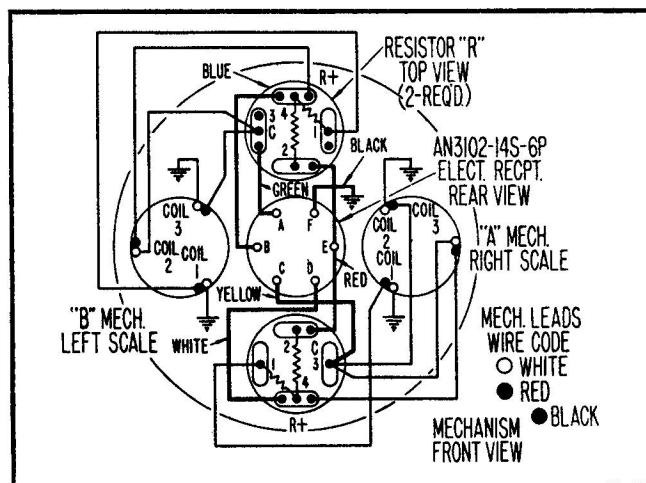 RESISTOR "R"
TOP VIEW
(2-REQD.)
BLUE
R+
3
C
4
1
2
BLACK
AN3102-14S-6P
ELECT. RECPT.
REAR VIEW
GREEN
COIL
3
COIL
2
COIL
1
A
F
B
E
C
D
COIL
3
COIL
2
COIL
1
"A" MECH.
RIGHT SCALE
RED
YELLOW
"B" MECH.
LEFT SCALE
WHITE
2
C
1
3
4
R+
MECH. LEADS
WIRE CODE
WHITE
RED
BLACK
MECHANISM
FRONT VIEW